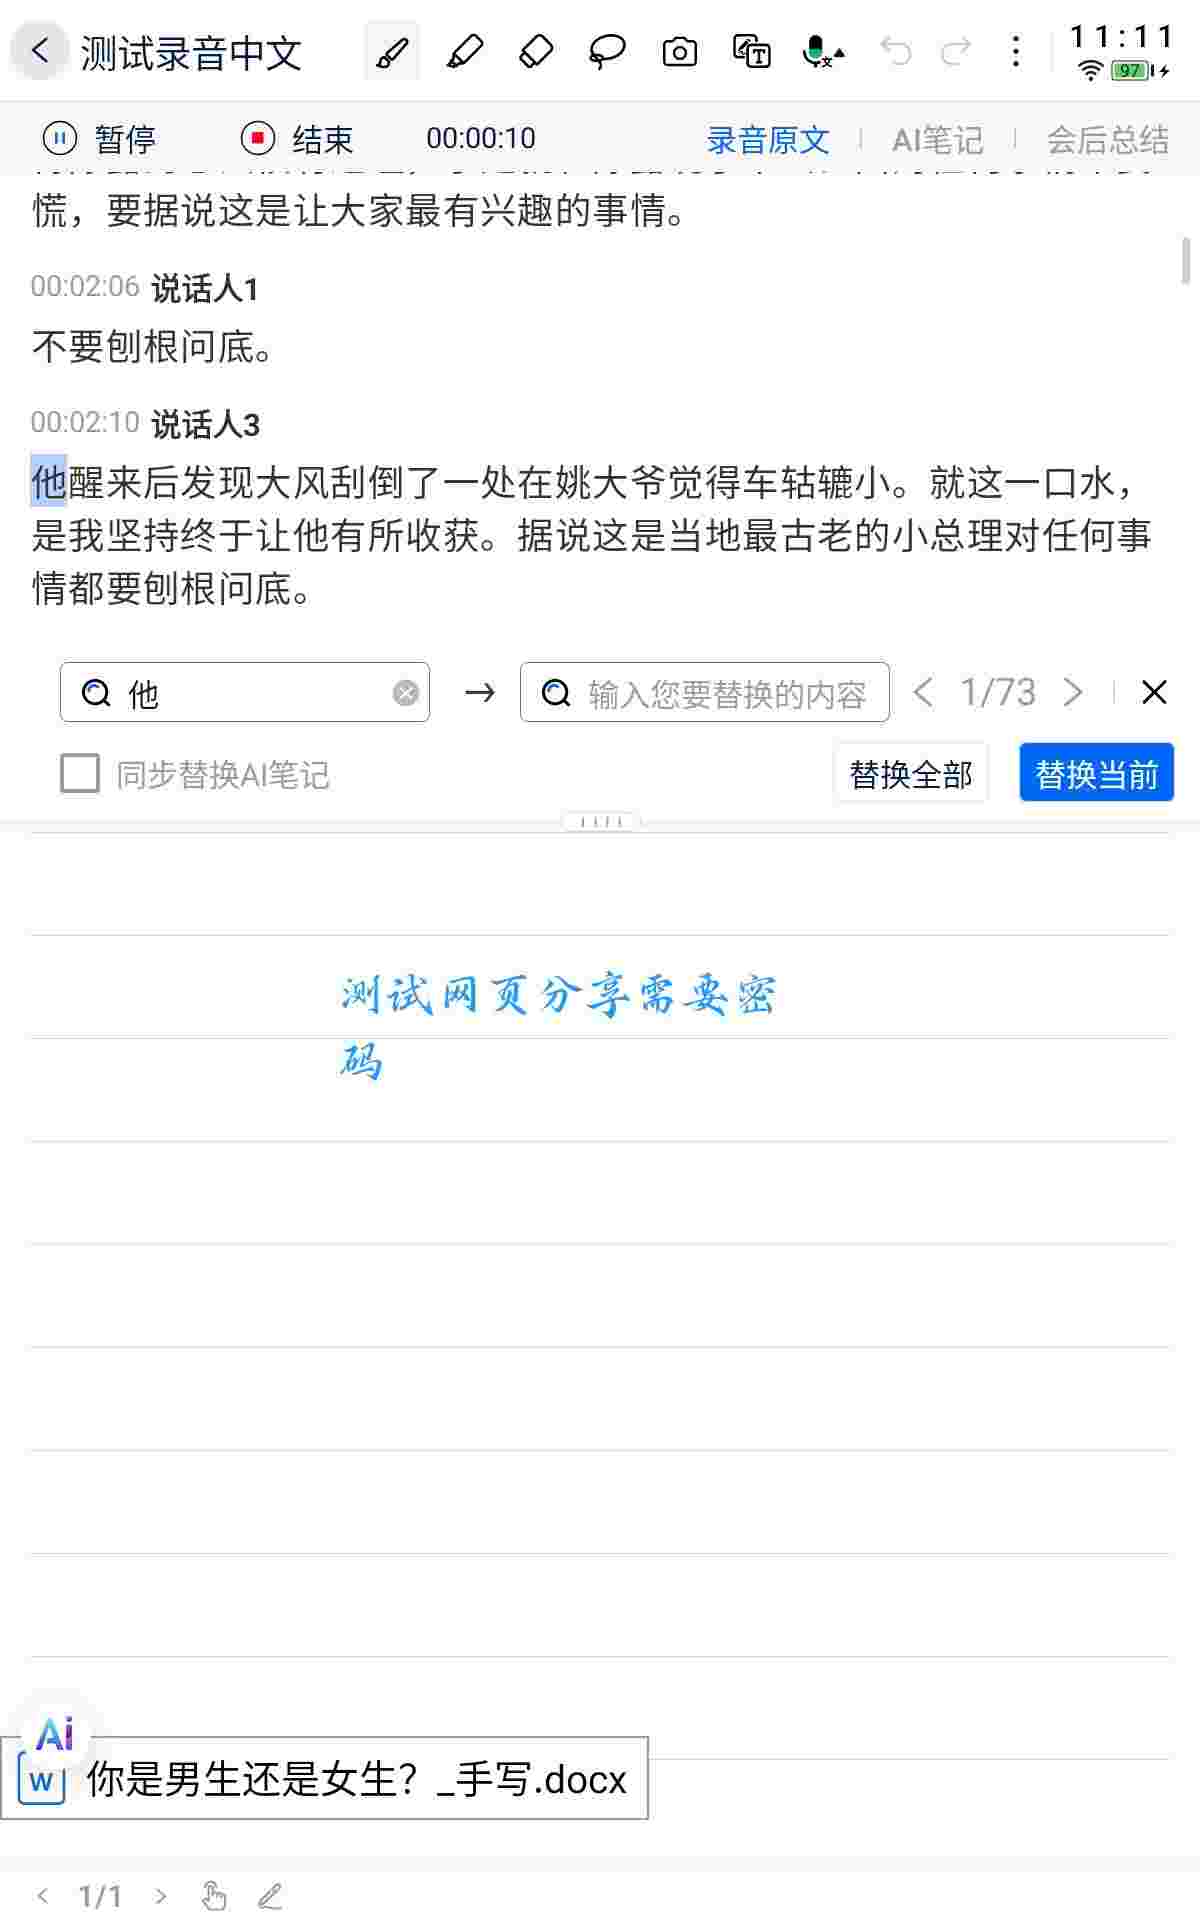 测试录音中文
11:11
97
暂停
结束
00:00:10
录音原文
AI笔记
会后总结
慌，要据说这是让大家最有兴趣的事情。
00:02:06 说话人1
不要刨根问底。
00:02:10 说话人3
他醒来后发现大风刮倒了一处在姚大爷觉得车轱辘小。就这一口水，
是我坚持终于让他有所收获。据说这是当地最古老的小总理对任何事
情都要刨根问底。
他
输入您要替换的内容
1/73
同步替换AI笔记
替换全部
替换当前
测试网页分享需要密
码
Ai
W
你是男生还是女生？_手写.docx
1/1